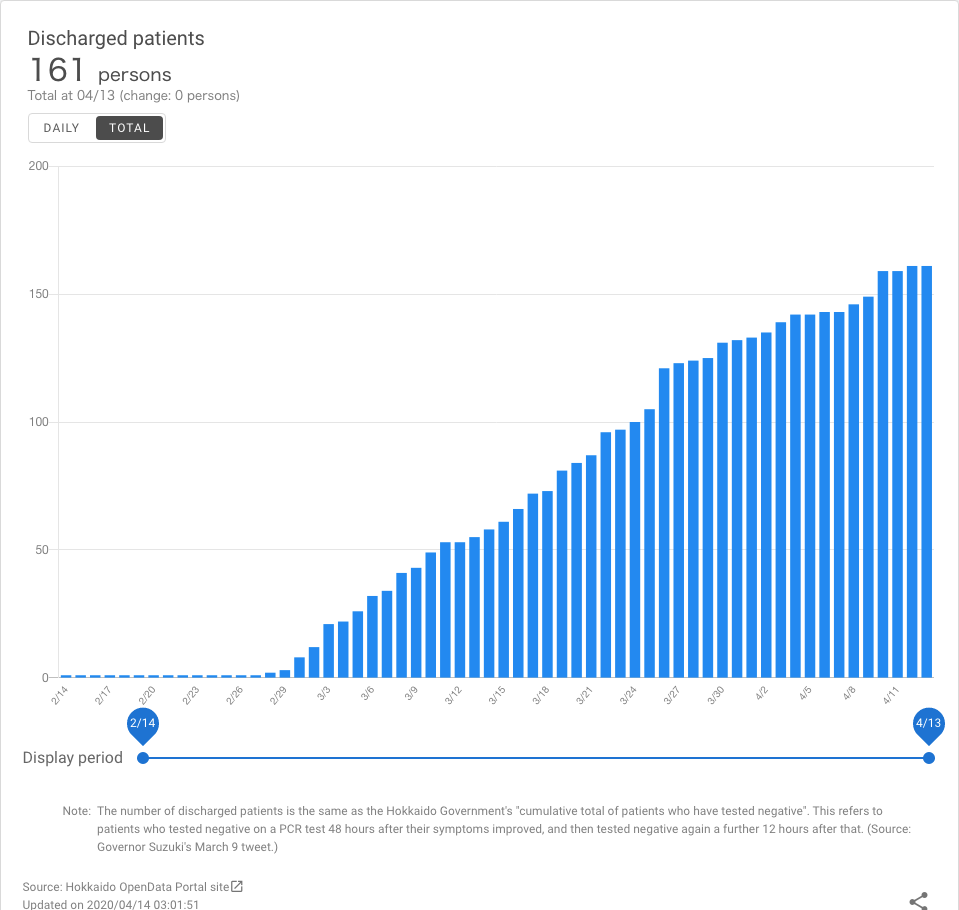 Discharged patients
161 persons
Total at 04/13 (change: 0 persons)
DAILY TOTAL
200
150
100
50
0
2/14 2/17 2/20 2/23 2/26 2/29 3/3 3/6 3/9 3/12 3/15 3/18 3/21 3/24 3/27 3/30 4/2 4/5 4/8 4/11
2/14 4/13
Display period
Note: The number of discharged patients is the same as the Hokkaido Government's "cumulative total of patients who have tested negative". This refers to
patients who tested negative on a PCR test 48 hours after their symptoms improved, and then tested negative again a further 12 hours after that. (Source:
Governor Suzuki's March 9 tweet.)
Source: Hokkaido OpenData Portal site
Updated on 2020/04/14 03:01:51